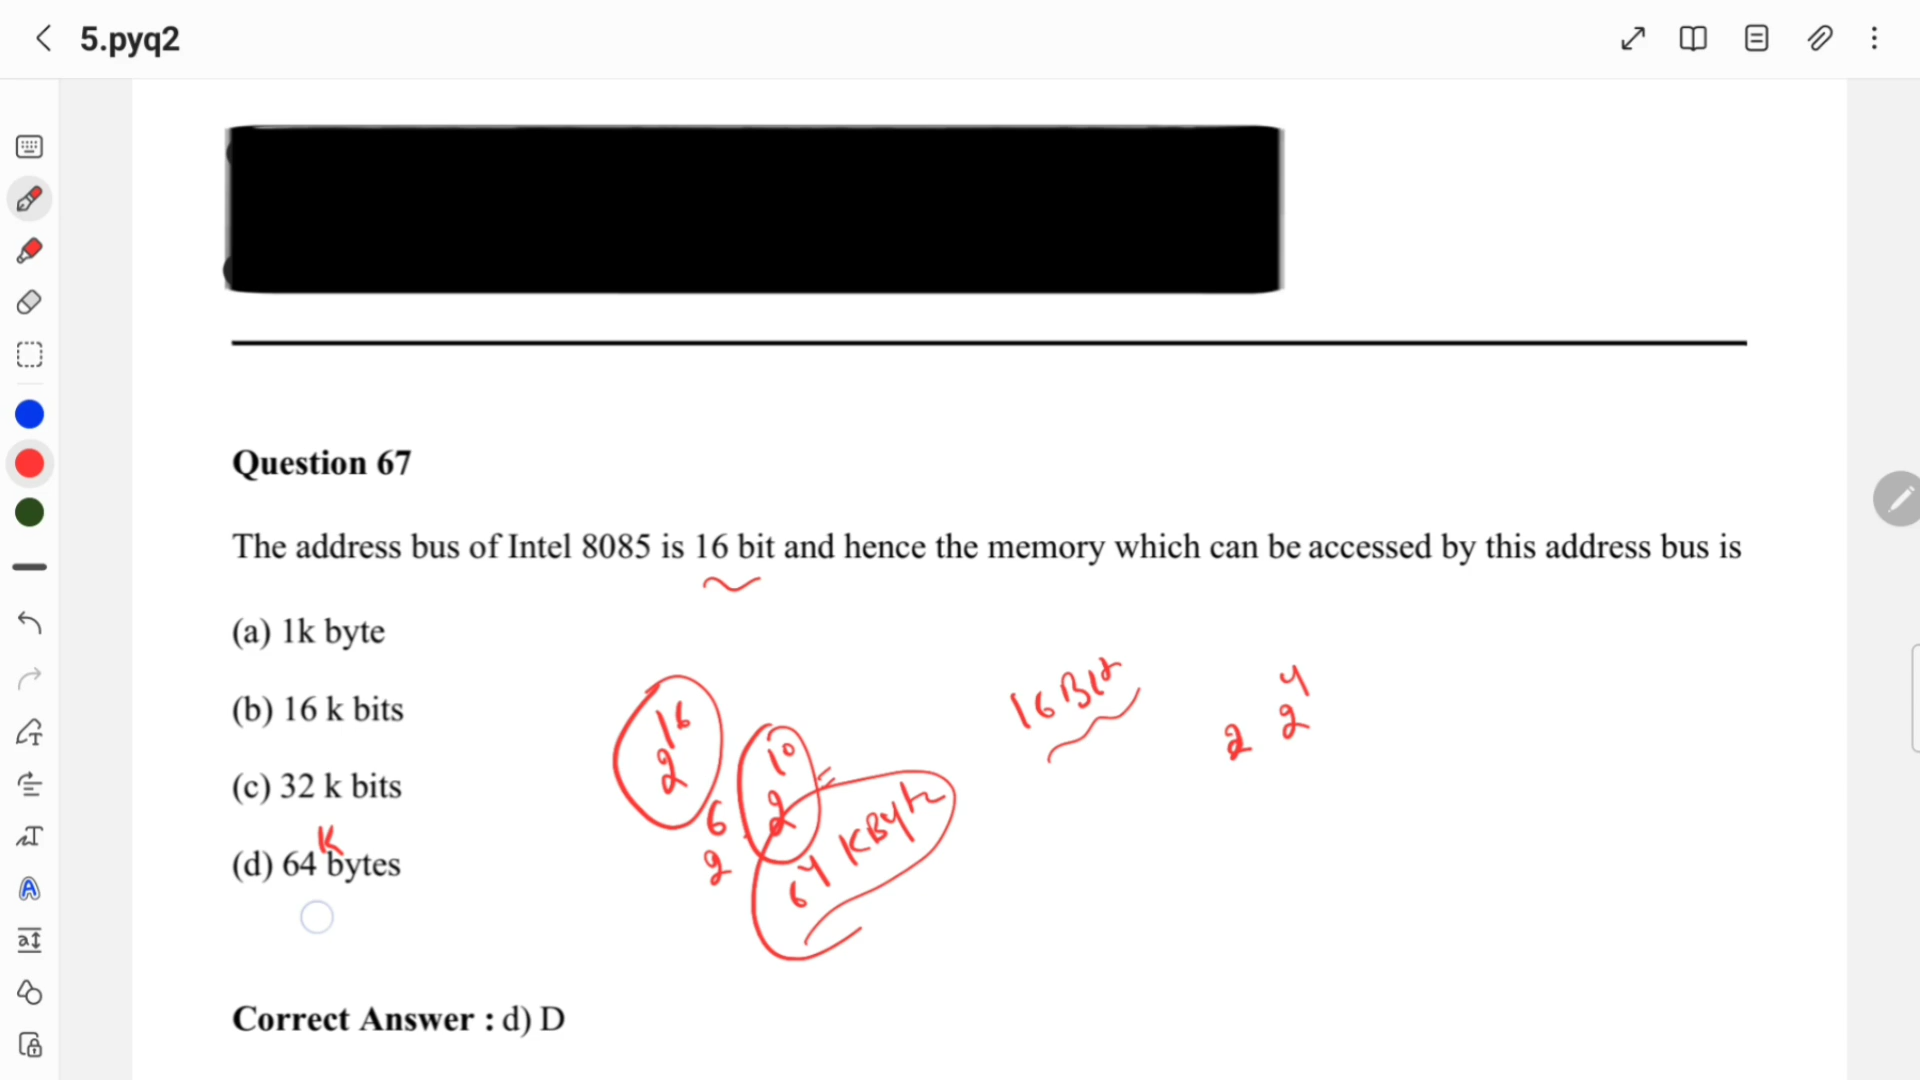 5.pyq2
Question 67
The address bus of Intel 8085 is 16 bit and hence the memory which can be accessed by this address bus is
(a) 1k byte
(b) 16 k bits
(c) 32 k bits
K
(d) 64 bytes
16
2
10
2
=
6
2
64 KByte
16 Bit
2 2 4
Correct Answer : d) D